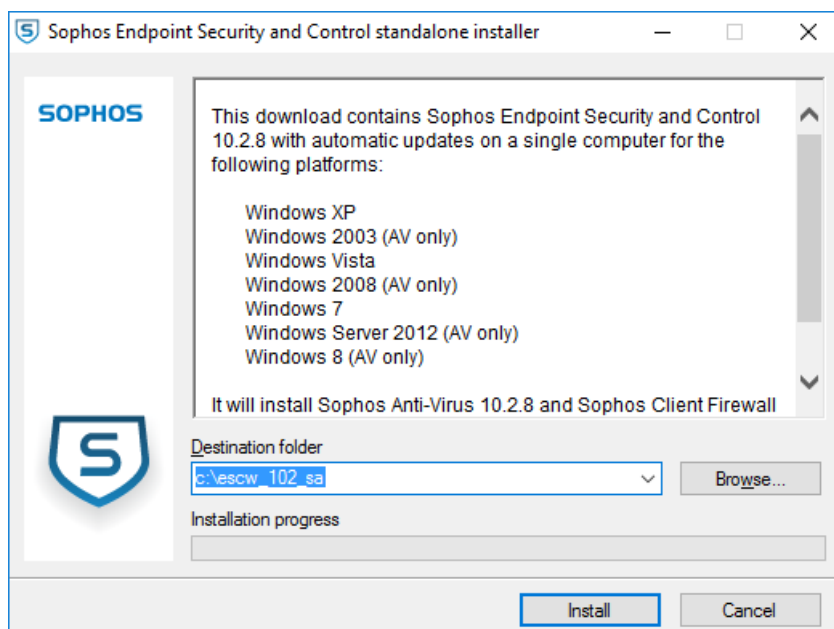 Sophos Endpoint Security and Control standalone installer
SOPHOS
This download contains Sophos Endpoint Security and Control
10.2.8 with automatic updates on a single computer for the
following platforms:
Windows XP
Windows 2003 (AV only)
Windows Vista
Windows 2008 (AV only)
Windows 7
Windows Server 2012 (AV only)
Windows 8 (AV only)
It will install Sophos Anti-Virus 10.2.8 and Sophos Client Firewall
Destination folder
c:\escw_102_sa
Browse...
Installation progress
Install
Cancel